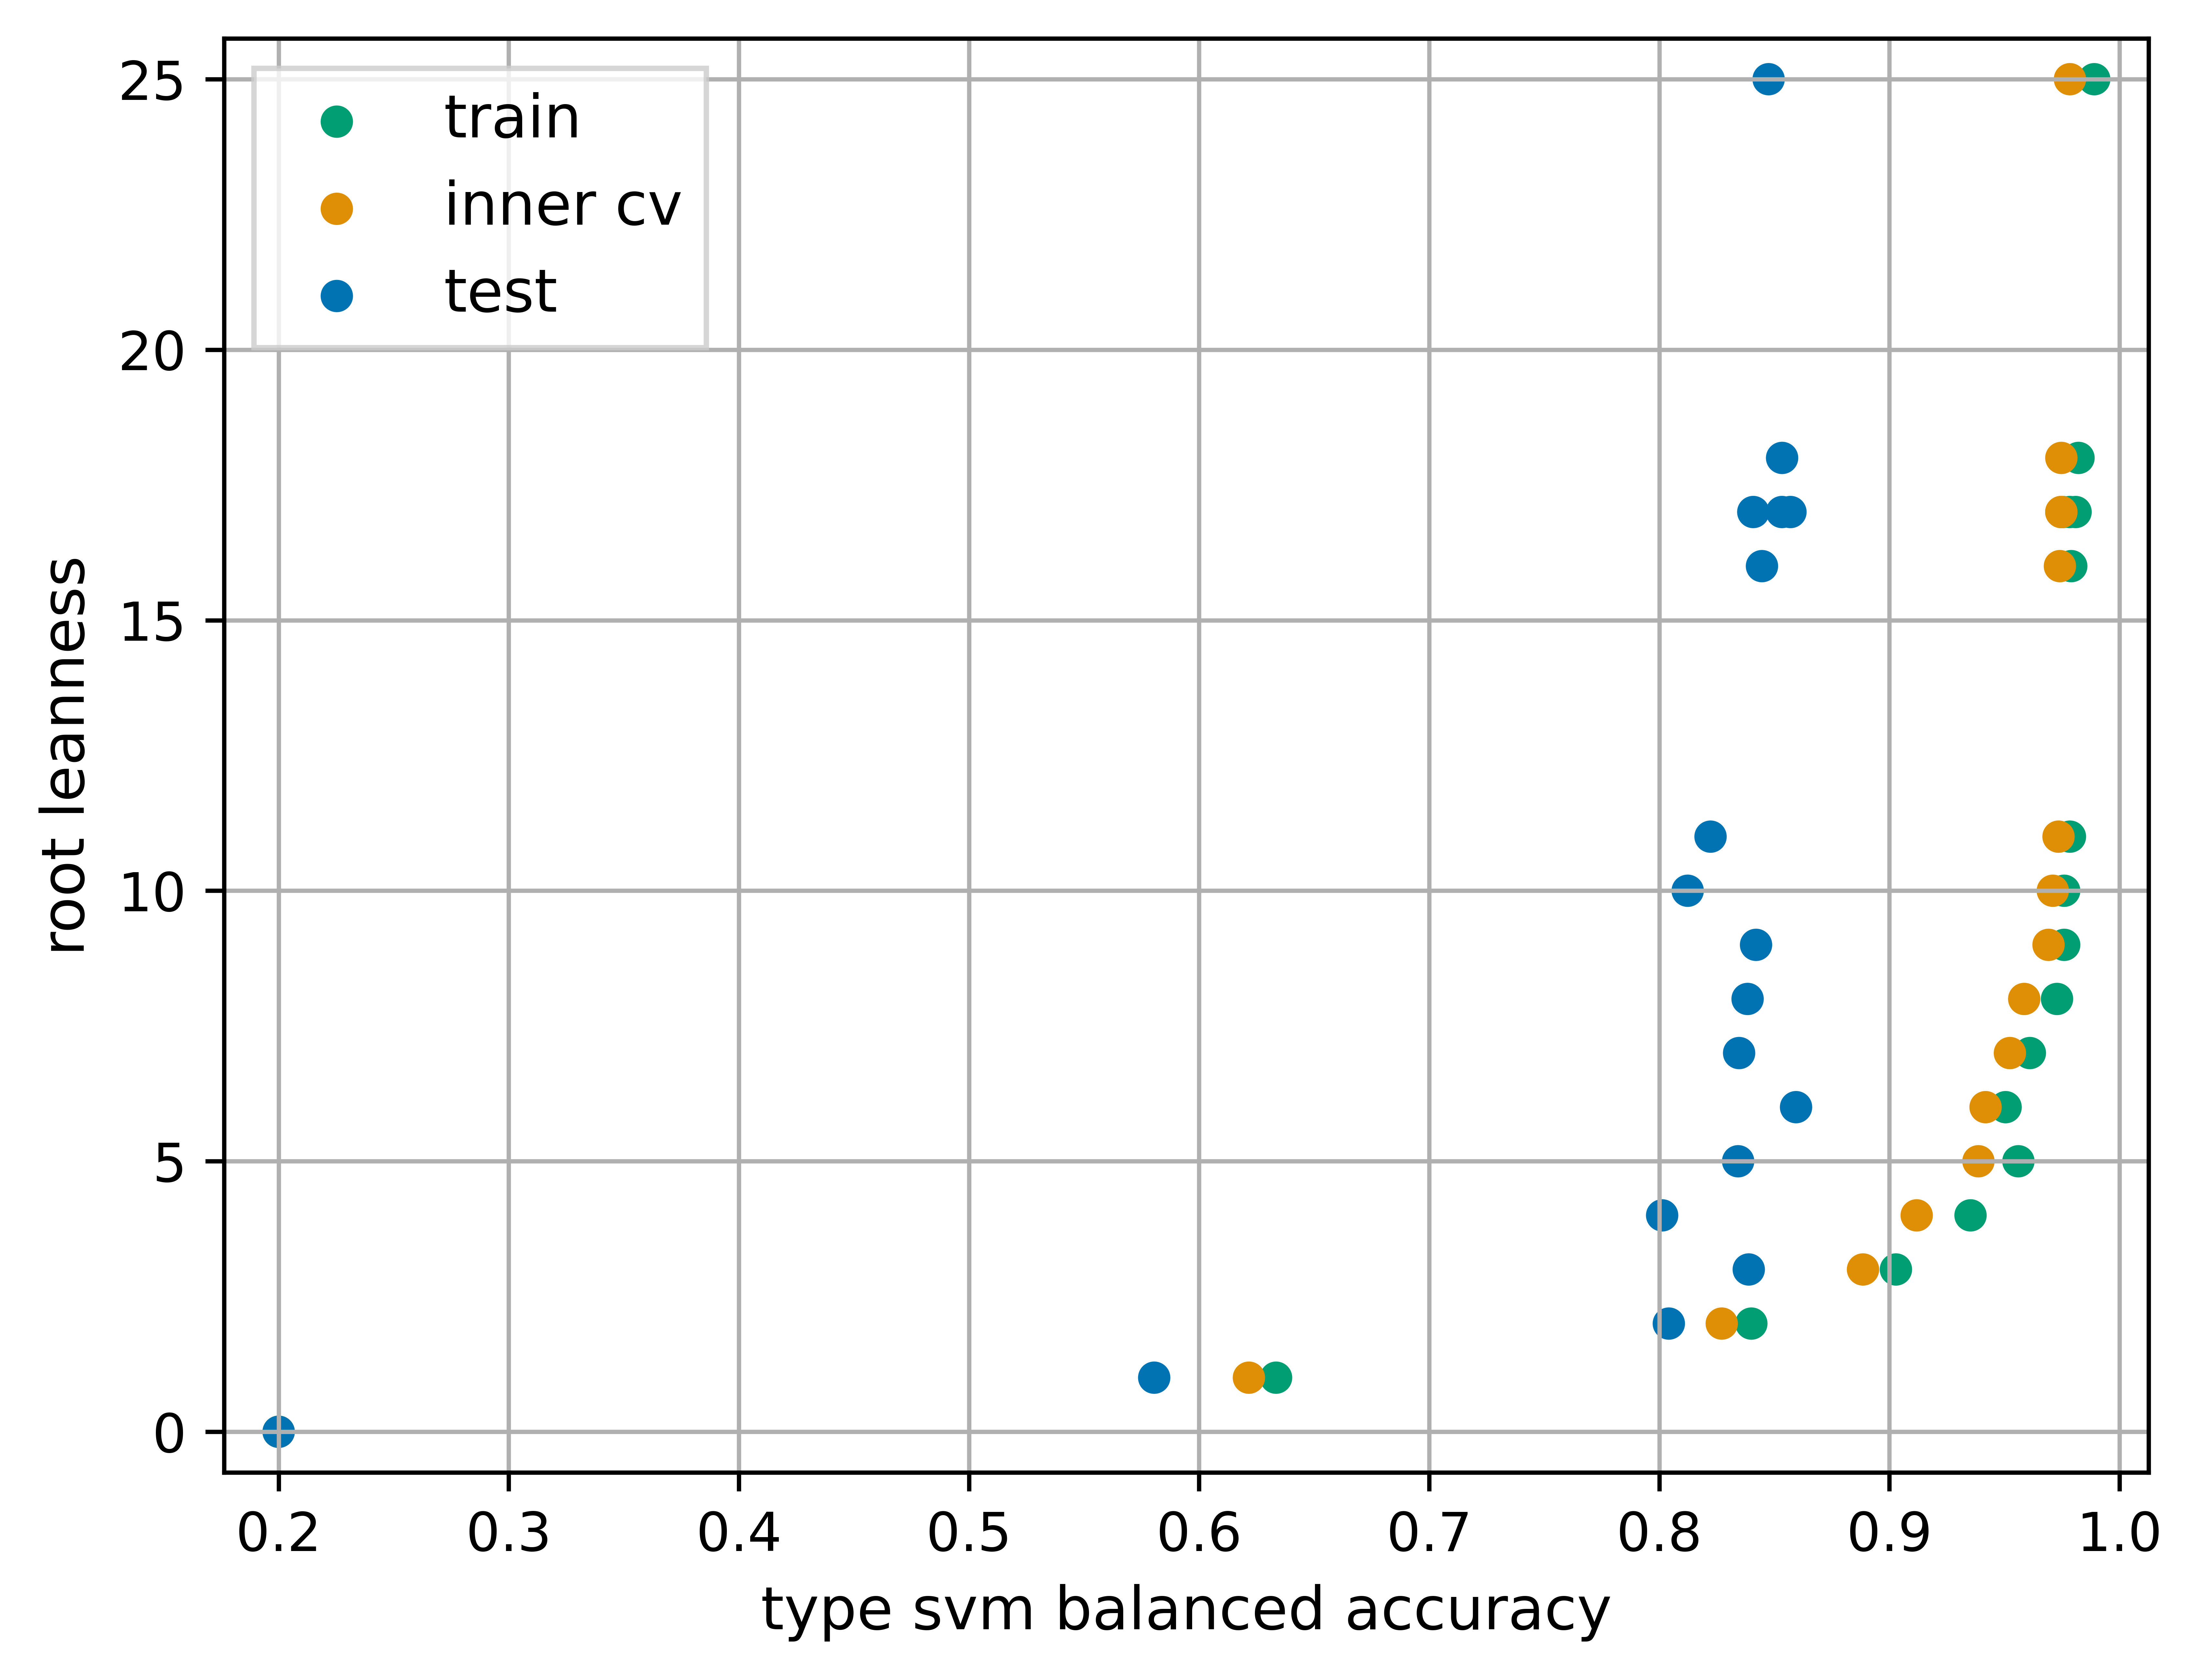 25
20
15
10
5
0
root leanness
train
inner cv
test
0.2 0.3 0.4 0.5 0.6 0.7 0.8 0.9 1.0
type svm balanced accuracy